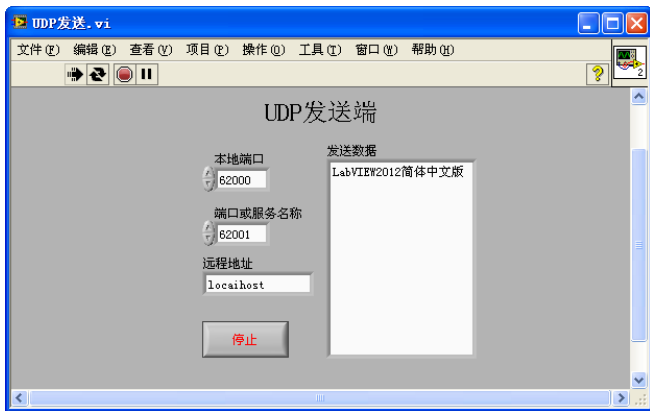 UDP发送.vi
文件(F) 编辑(E) 查看(V) 项目(P) 操作(O) 工具(T) 窗口(W) 帮助(H)
2
UDP发送端
本地端口
62000
端口或服务名称
62001
远程地址
locaihost
停止
发送数据
LabVIEW2012简体中文版